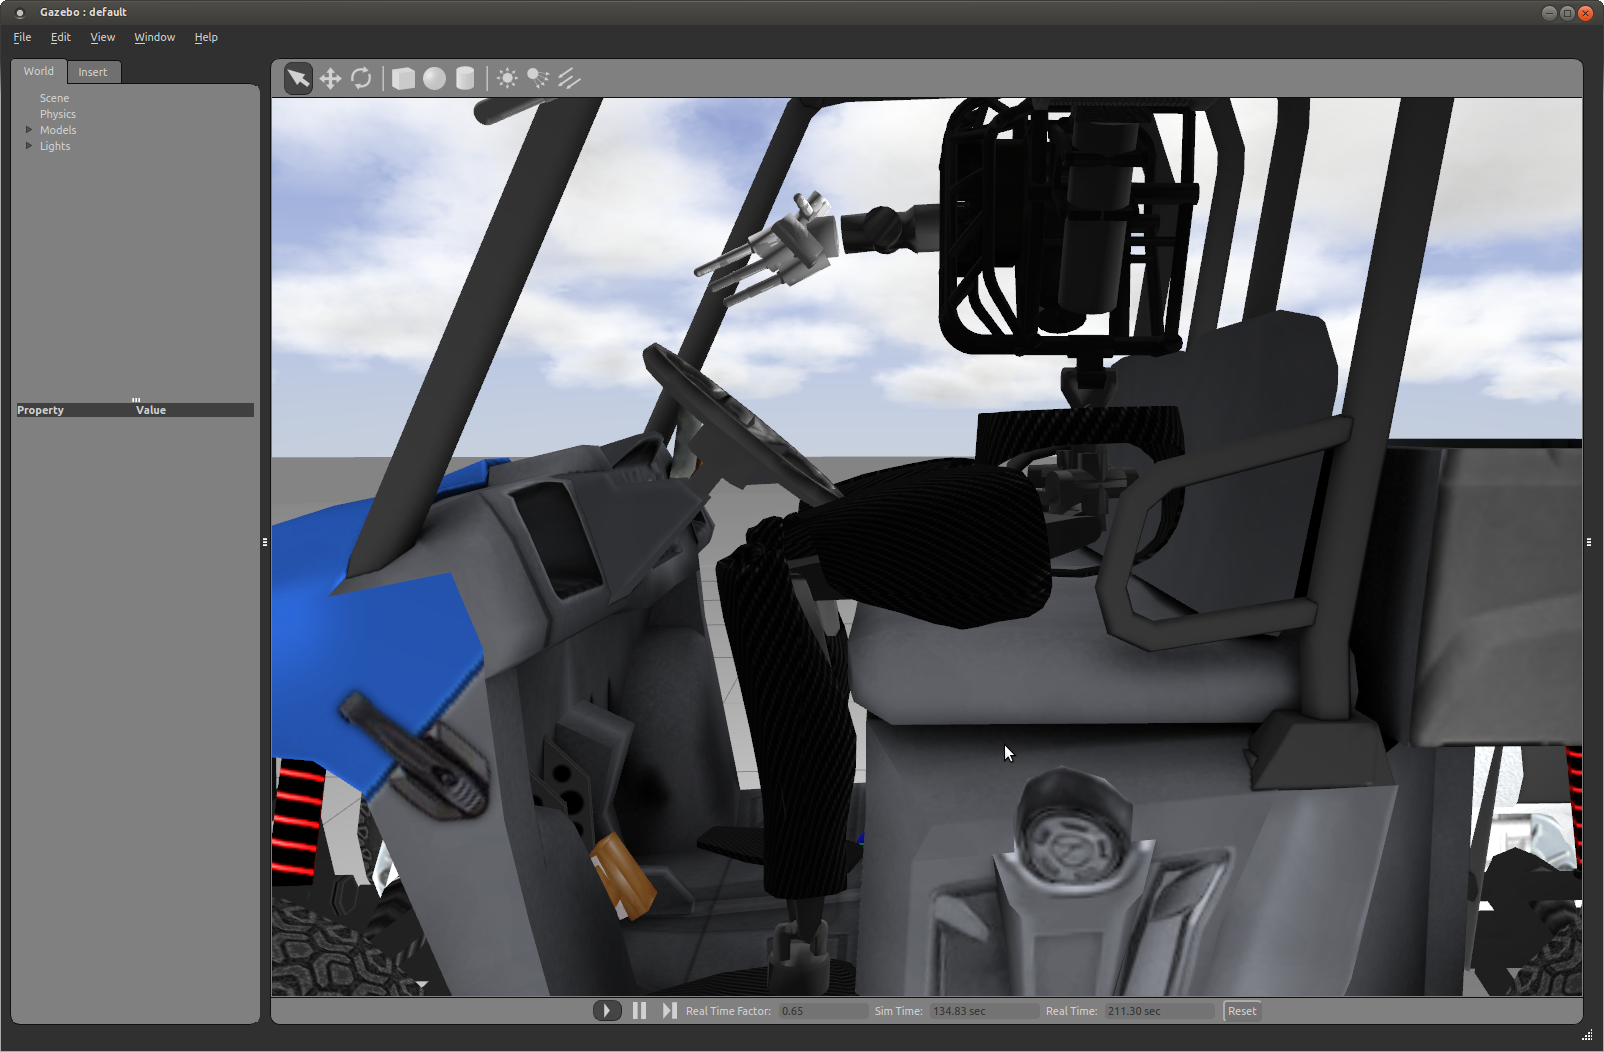 Gazebo : default
File Edit View Window Help
World Insert
Scene
Physics
Models
Lights
Property Value
Real Time Factor: 0.65 Sim Time: 134.83 sec Real Time: 211.30 sec Reset